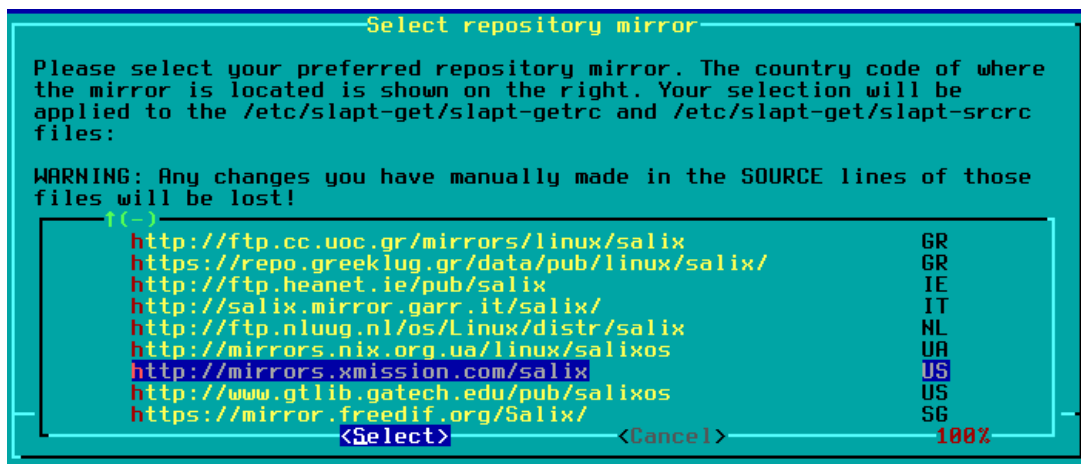 Select repository mirror
Please select your preferred repository mirror. The country code of where
the mirror is located is shown on the right. Your selection will be
applied to the /etc/slapt-get/slapt-getrc and /etc/slapt-get/slapt-srcrc
files:
WARNING: Any changes you have manually made in the SOURCE lines of those
files will be lost!
↑(-)
http://ftp.cc.uoc.gr/mirrors/linux/salix GR
https://repo.greeklug.gr/data/pub/linux/salix/ GR
http://ftp.heanet.ie/pub/salix IE
http://salix.mirror.garr.it/salix/ IT
http://ftp.nluug.nl/os/Linux/distr/salix NL
http://mirrors.nix.org.ua/linux/salixos UA
http://mirrors.xmission.com/salix US
http://www.gtlib.gatech.edu/pub/salixos US
https://mirror.freedif.org/Salix/ SG
<Select> <Cancel> 100%